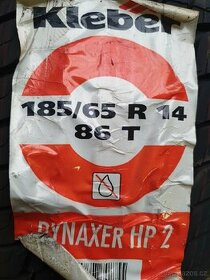 Kleber
185/65 R 14
86 T
DYNAXER HP 2